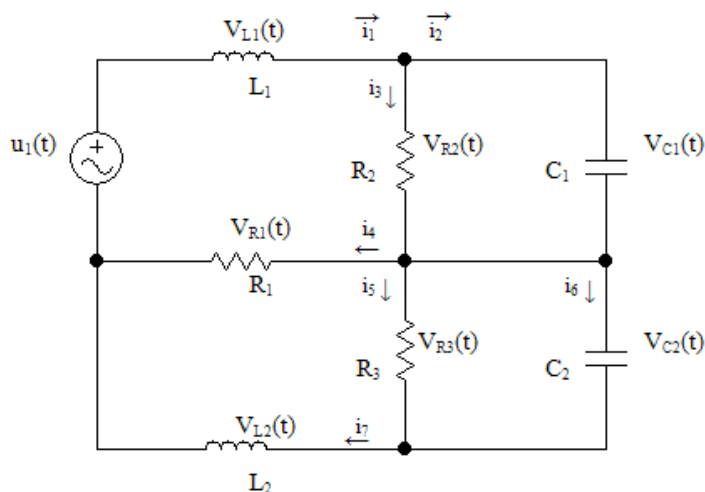 V_L1(t)
i_1
i_2
L_1
i_3 ↓
u_1(t)
+
R_2
V_R2(t)
C_1
V_C1(t)
V_R1(t)
i_4
R_1
i_5 ↓
i_6 ↓
R_3
V_R3(t)
C_2
V_C2(t)
V_L2(t)
i_7
L_2